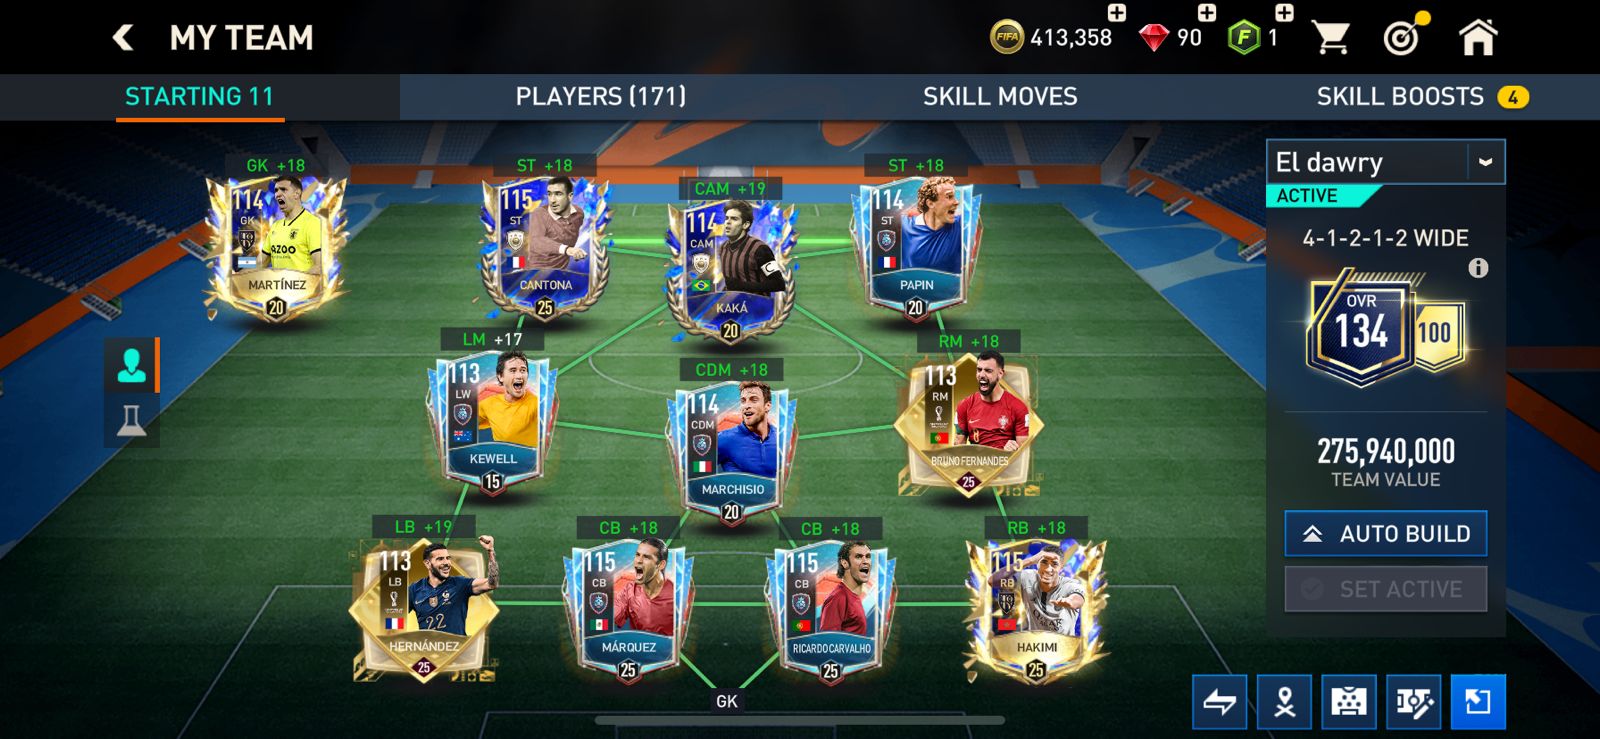 MY TEAM
FIFA 413,358
90
F 1
STARTING 11
PLAYERS (171)
SKILL MOVES
SKILL BOOSTS 4
GK +18
114
GK
AZOO
MARTÍNEZ
20
ST +18
115
ST
CANTONA
25
CAM +19
114
CAM
KAKÁ
20
ST +18
114
ST
PAPIN
20
LM +17
113
LW
KEWELL
15
CDM +18
114
CDM
MARCHISIO
20
RM +18
113
RM
8
BRUNO FERNANDES
25
LB +19
113
LB
22
HERNÁNDEZ
25
CB +18
115
CB
MÁRQUEZ
25
CB +18
115
CB
RICARDO CARVALHO
25
RB +18
115
RB
HAKIMI
25
GK
El dawry
ACTIVE
4-1-2-1-2 WIDE
OVR
134
100
275,940,000
TEAM VALUE
AUTO BUILD
SET ACTIVE